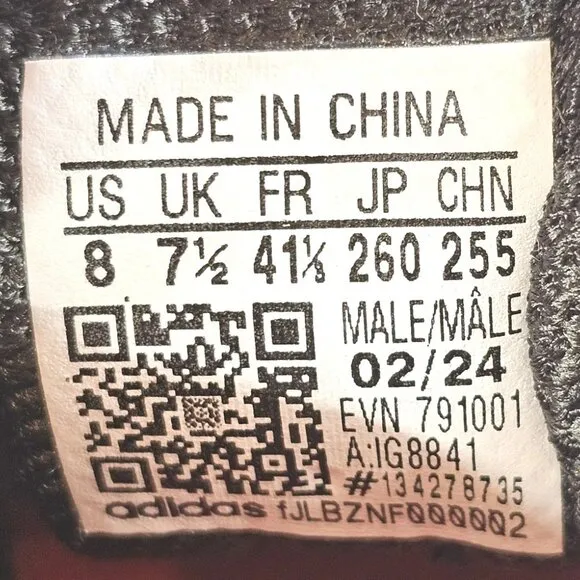 MADE IN CHINA
US UK FR JP CHN
8 7½ 41⅓ 260 255
MALE/MÂLE
02/24
EVN 791001
A:IG8841
#134278735
adidas fJLBZNF000002